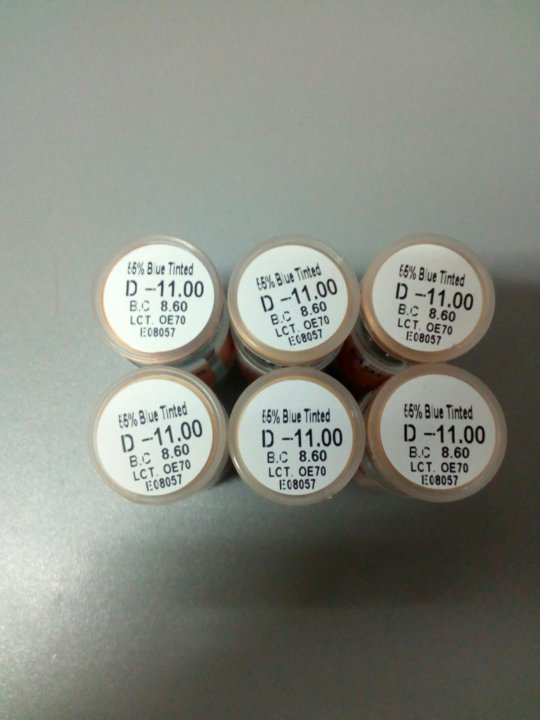 55% Blue Tinted
D -11.00
B.C 8.60
LCT. OE70
E08057
55% Blue Tinted
D -11.00
B.C 8.60
LCT. OE70
E08057
55% Blue Tinted
D -11.00
B.C 8.60
LCT. OE70
E08057
55% Blue Tinted
D -11.00
B.C 8.60
LCT. OE70
E08057
55% Blue Tinted
D -11.00
B.C 8.60
LCT. OE70
E08057
55% Blue Tinted
D -11.00
B.C 8.60
LCT. OE70
E08057